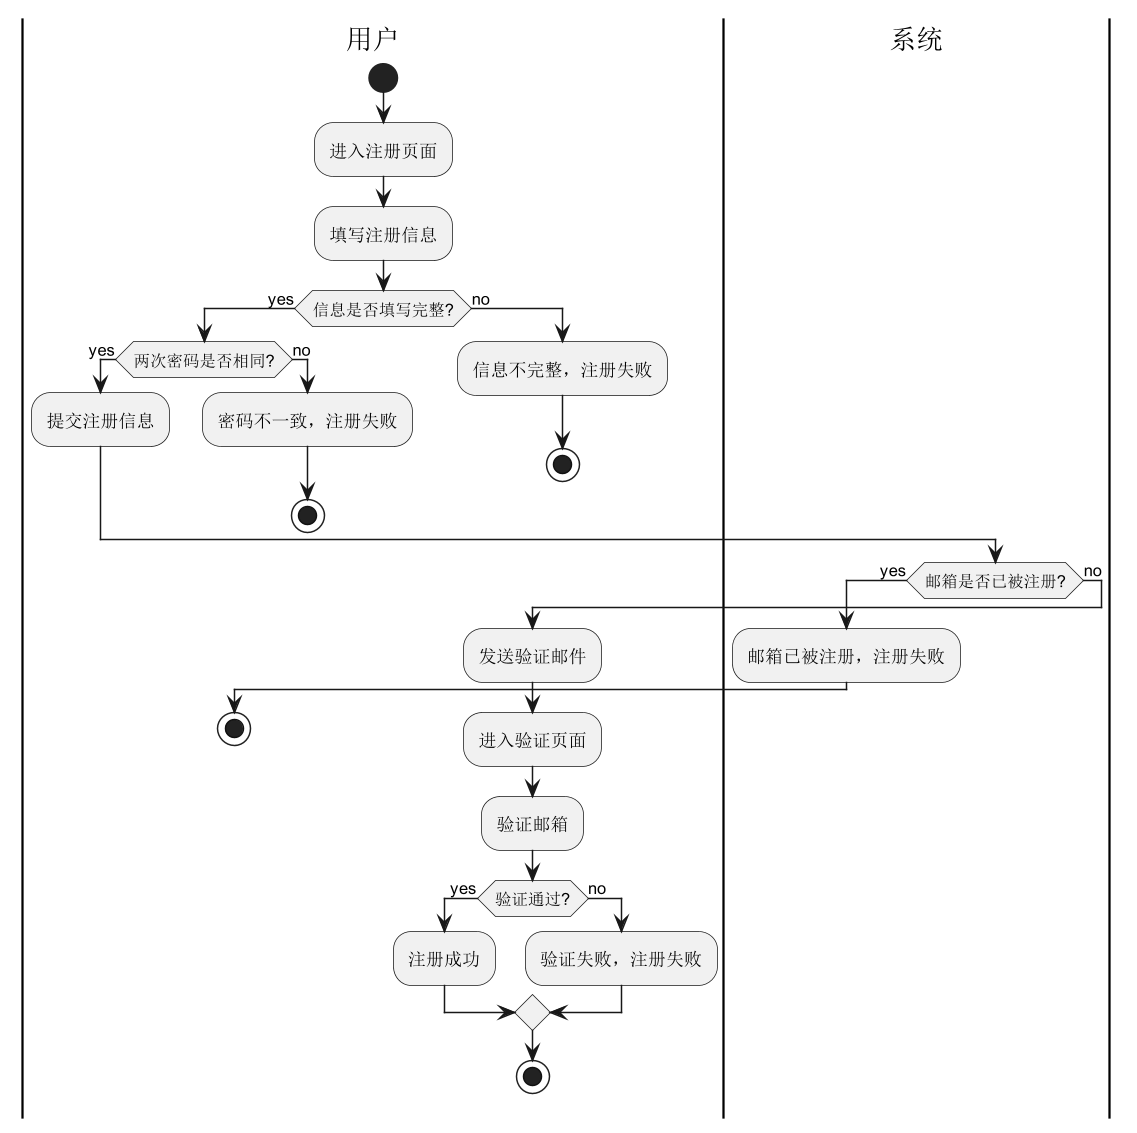 用户
系统
进入注册页面
填写注册信息
yes
信息是否填写完整?
no
yes
两次密码是否相同?
no
信息不完整，注册失败
提交注册信息
密码不一致，注册失败
yes
邮箱是否已被注册?
no
发送验证邮件
邮箱已被注册，注册失败
进入验证页面
验证邮箱
yes
验证通过?
no
注册成功
验证失败，注册失败